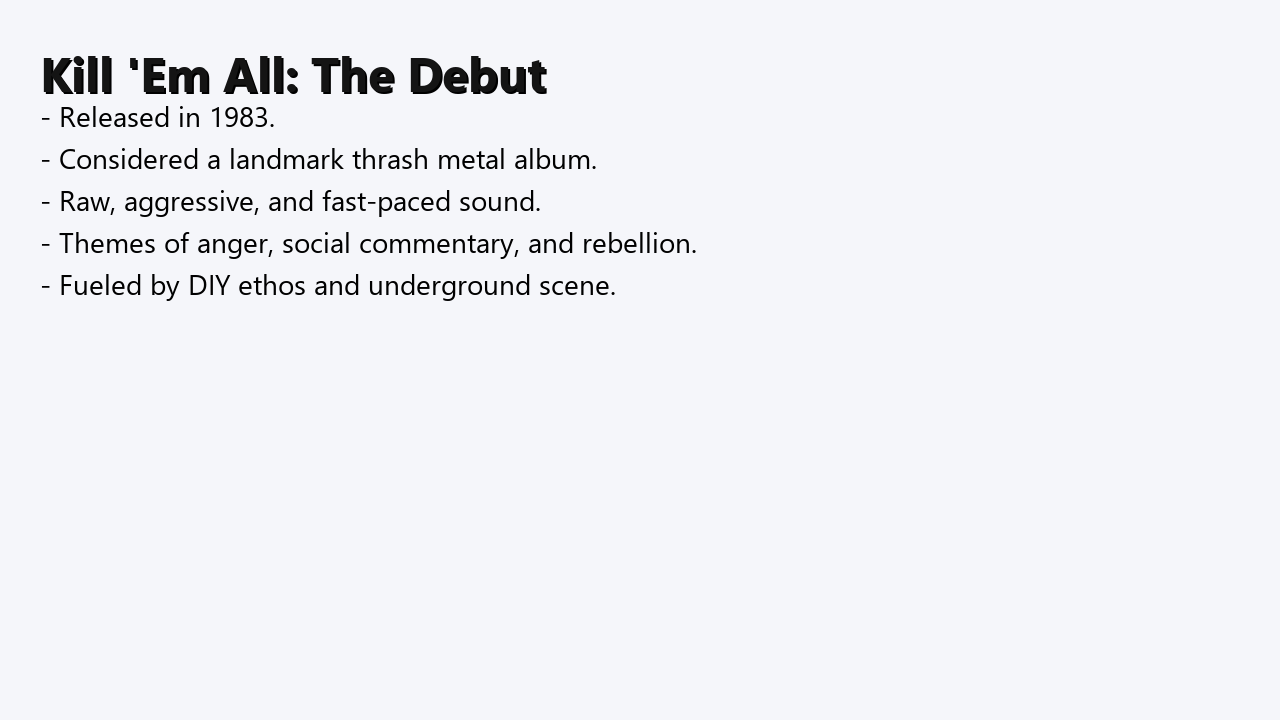 Kill 'Em All: The Debut
- Released in 1983.
- Considered a landmark thrash metal album.
- Raw, aggressive, and fast-paced sound.
- Themes of anger, social commentary, and rebellion.
- Fueled by DIY ethos and underground scene.